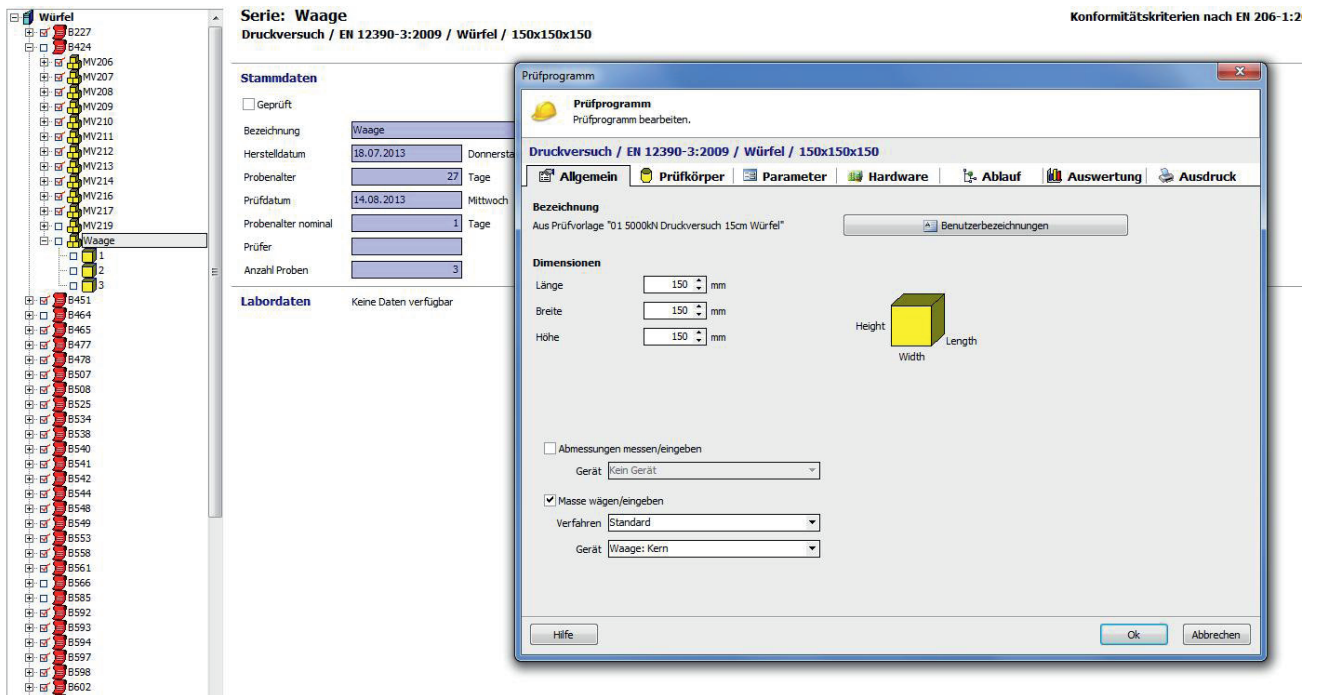 Würfel
B227
B424
MV206
MV207
MV208
MV209
MV210
MV211
MV212
MV213
MV214
MV216
MV217
MV219
Waage
1
2
3
B451
B464
B465
B477
B478
B507
B508
B525
B534
B538
B540
B541
B542
B544
B548
B549
B553
B558
B561
B566
B585
B592
B593
B594
B597
B598
B602
Serie: Waage
Konformitätskriterien nach EN 206-1:2
Druckversuch / EN 12390-3:2009 / Würfel / 150x150x150
Stammdaten
Geprüft
Bezeichnung Waage
Herstelldatum 18.07.2013 Donnersta
Probenalter 27 Tage
Prüfdatum 14.08.2013 Mittwoch
Probenalter nominal 1 Tage
Prüfer
Anzahl Proben 3
Labordaten Keine Daten verfügbar
Prüfprogramm
Prüfprogramm
Prüfprogramm bearbeiten.
Druckversuch / EN 12390-3:2009 / Würfel / 150x150x150
Allgemein Prüfkörper Parameter Hardware Ablauf Auswertung Ausdruck
Bezeichnung
Aus Prüfvorlage "01 5000kN Druckversuch 15cm Würfel" Benutzerbezeichnungen
Dimensionen
Länge 150 mm
Breite 150 mm
Höhe 150 mm
Height
Length
Width
Abmessungen messen/eingeben
Gerät Kein Gerät
Masse wägen/eingeben
Verfahren Standard
Gerät Waage: Kern
Hilfe Ok Abbrechen